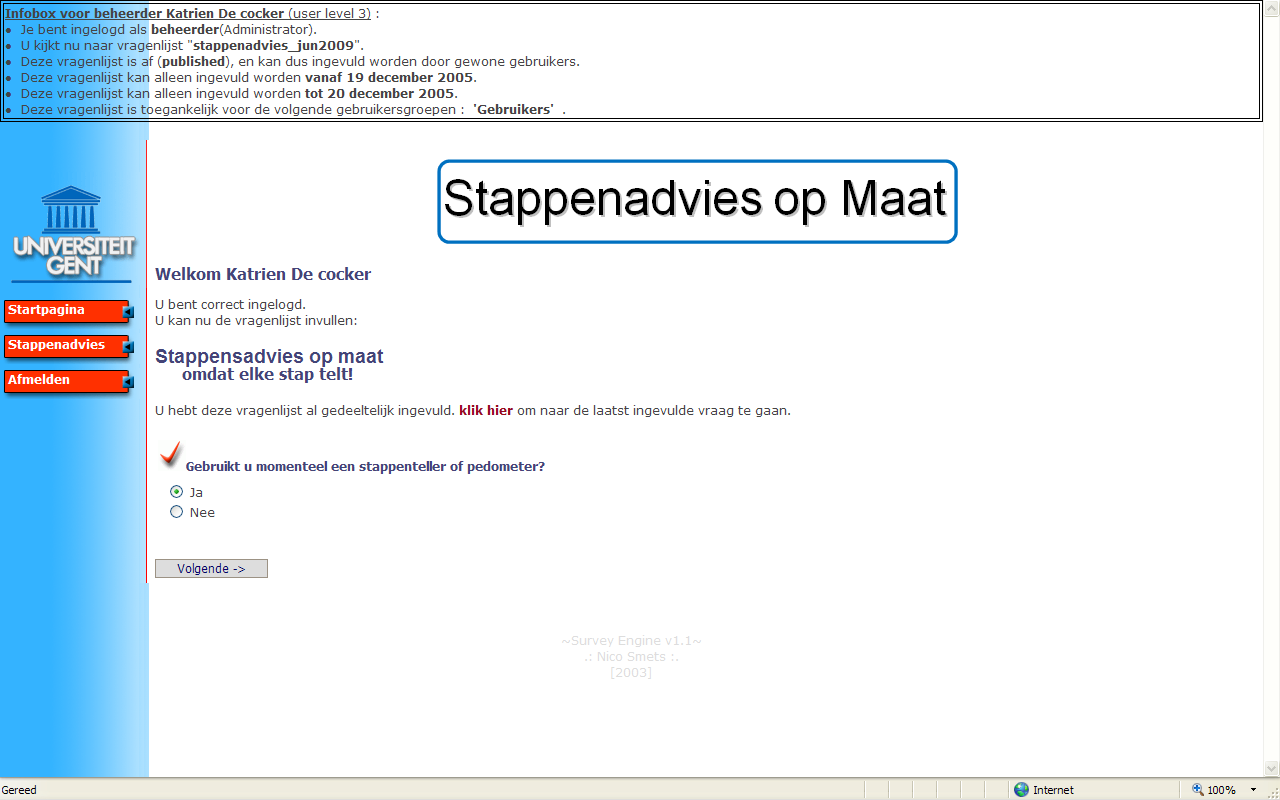 Infobox voor beheerder Katrien De cocker (user level 3) :
Je bent ingelogd als beheerder(Administrator).
U kijkt nu naar vragenlijst "stappenadvies_jun2009".
Deze vragenlijst is af (published), en kan dus ingevuld worden door gewone gebruikers.
Deze vragenlijst kan alleen ingevuld worden vanaf 19 december 2005.
Deze vragenlijst kan alleen ingevuld worden tot 20 december 2005.
Deze vragenlijst is toegankelijk voor de volgende gebruikersgroepen : 'Gebruikers' .
UNIVERSITEIT
GENT
Startpagina
Stappenadvies
Afmelden
Stappenadvies op Maat
Welkom Katrien De cocker
U bent correct ingelogd.
U kan nu de vragenlijst invullen:
Stappensadvies op maat
omdat elke stap telt!
U hebt deze vragenlijst al gedeeltelijk ingevuld. klik hier om naar de laatst ingevulde vraag te gaan.
Gebruikt u momenteel een stappenteller of pedometer?
Ja
Nee
Volgende ->
~Survey Engine v1.1~
.: Nico Smets :.
[2003]
Gereed
Internet
100%